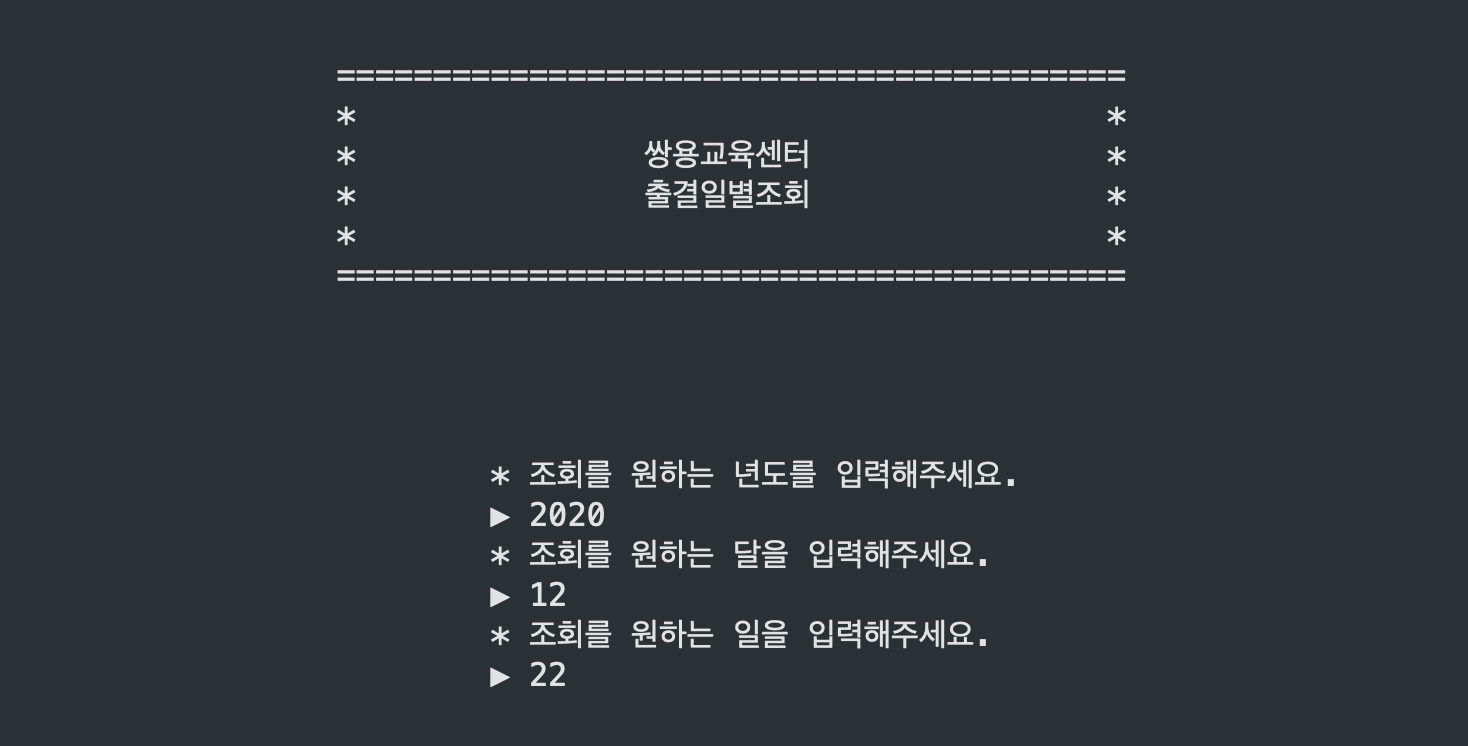 =========================================
* *
* 쌍용교육센터 *
* 출결일별조회 *
* *
=========================================
* 조회를 원하는 년도를 입력해주세요.
▶ 2020
* 조회를 원하는 달을 입력해주세요.
▶ 12
* 조회를 원하는 일을 입력해주세요.
▶ 22